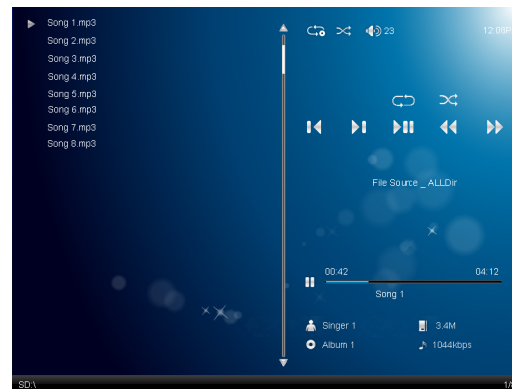 Song 1.mp3
Song 2.mp3
Song 3.mp3
Song 4.mp3
Song 5.mp3
Song 6.mp3
Song 7.mp3
Song 8.mp3
23
File Source _ ALLDir
00:42
04:12
Song 1
Singer 1
3.4M
Album 1
1044kbps
SD:\